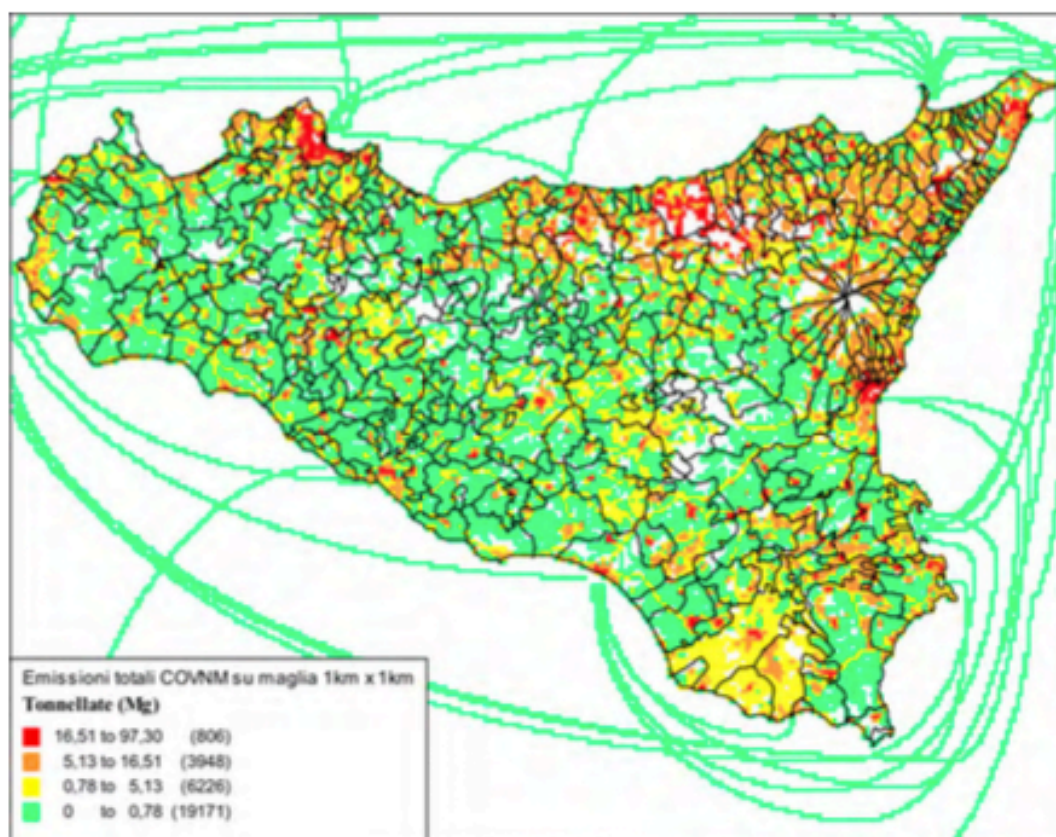 Emissioni totali COVNM su maglia 1km x 1km
Tonnellate (Mg)
16,51 to 97,30 (806)
5,13 to 16,51 (3948)
0,78 to 5,13 (6226)
0 to 0,78 (19171)